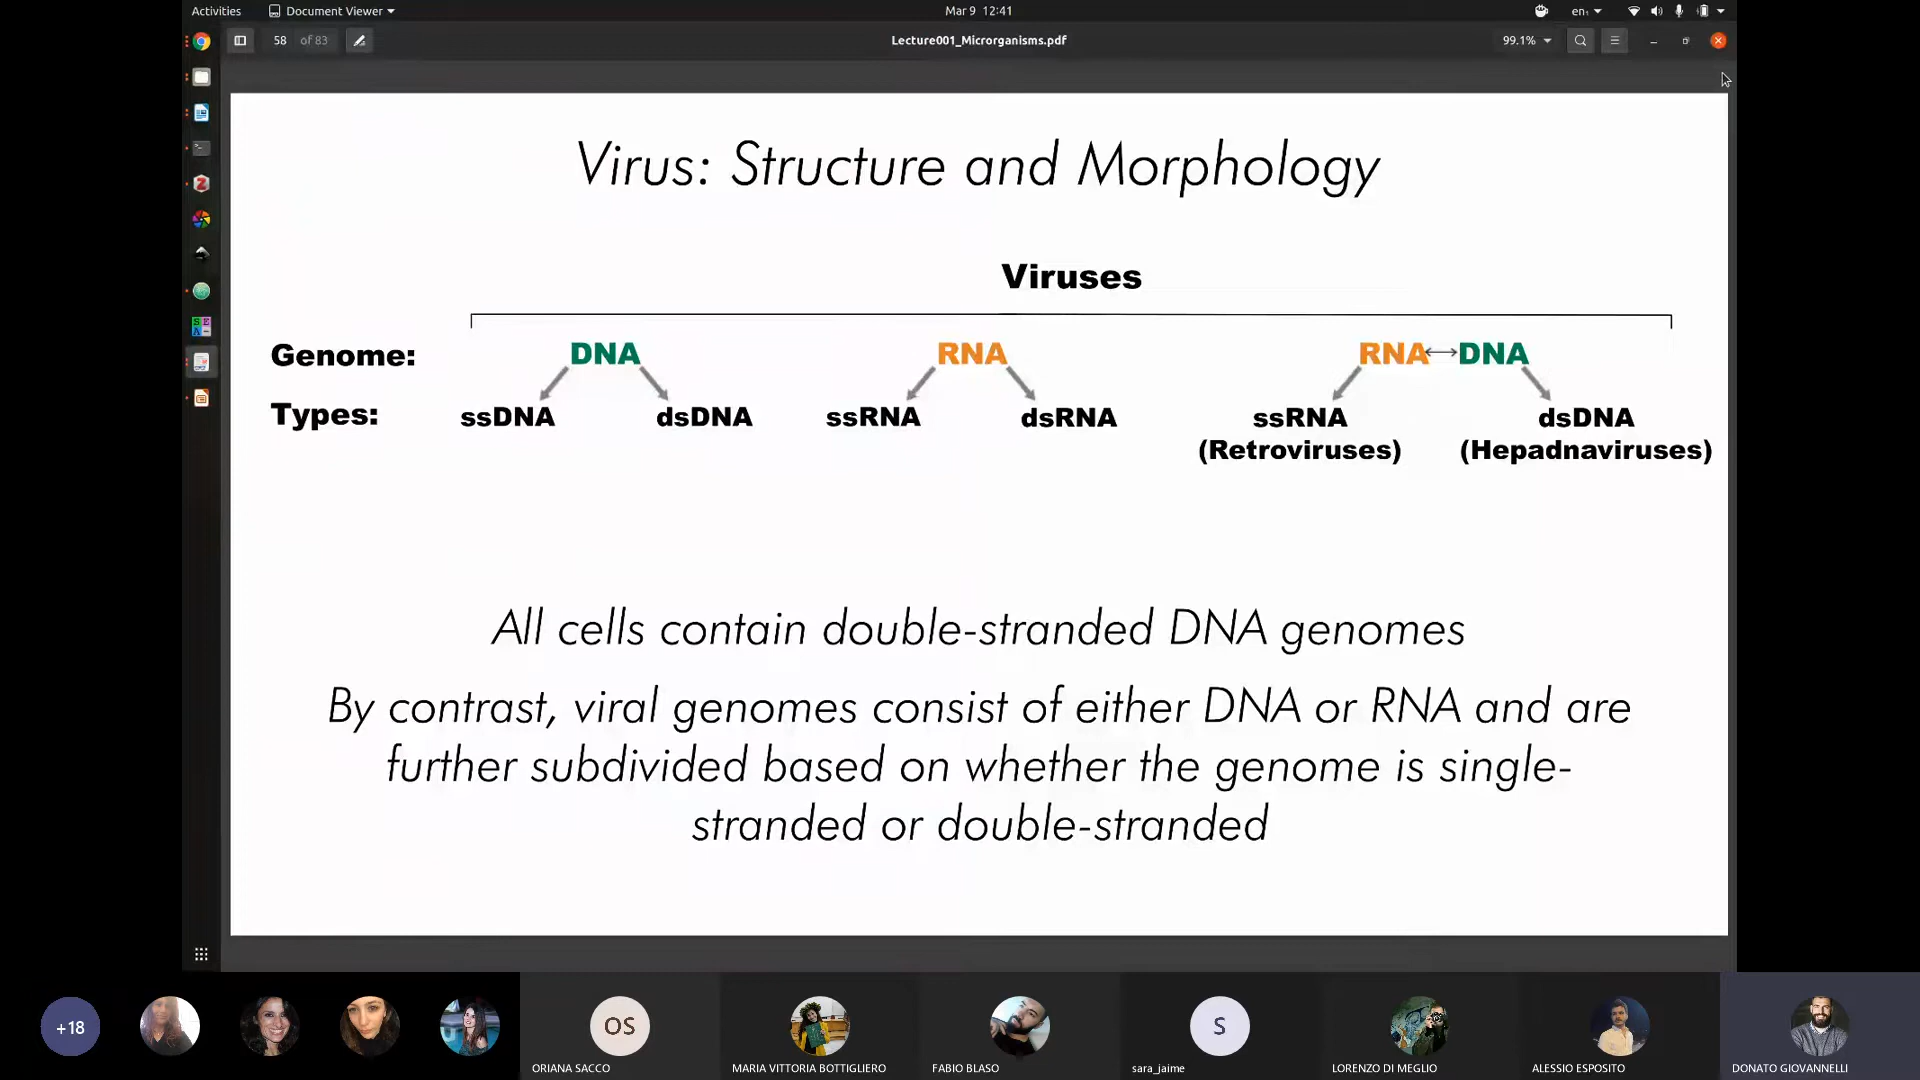 Activities Document Viewer Mar 9 12:41 en₁
58 of 83 Lecture001_Microrganisms.pdf 99.1%
Virus: Structure and Morphology
Viruses
Genome: DNA RNA RNA↔DNA
Types: ssDNA dsDNA ssRNA dsRNA ssRNA dsDNA
(Retroviruses) (Hepadnaviruses)
All cells contain double-stranded DNA genomes
By contrast, viral genomes consist of either DNA or RNA and are
further subdivided based on whether the genome is single-
stranded or double-stranded
+18 OS S
ORIANA SACCO MARIA VITTORIA BOTTIGLIERO FABIO BLASO sara_jaime LORENZO DI MEGLIO ALESSIO ESPOSITO DONATO GIOVANNELLI